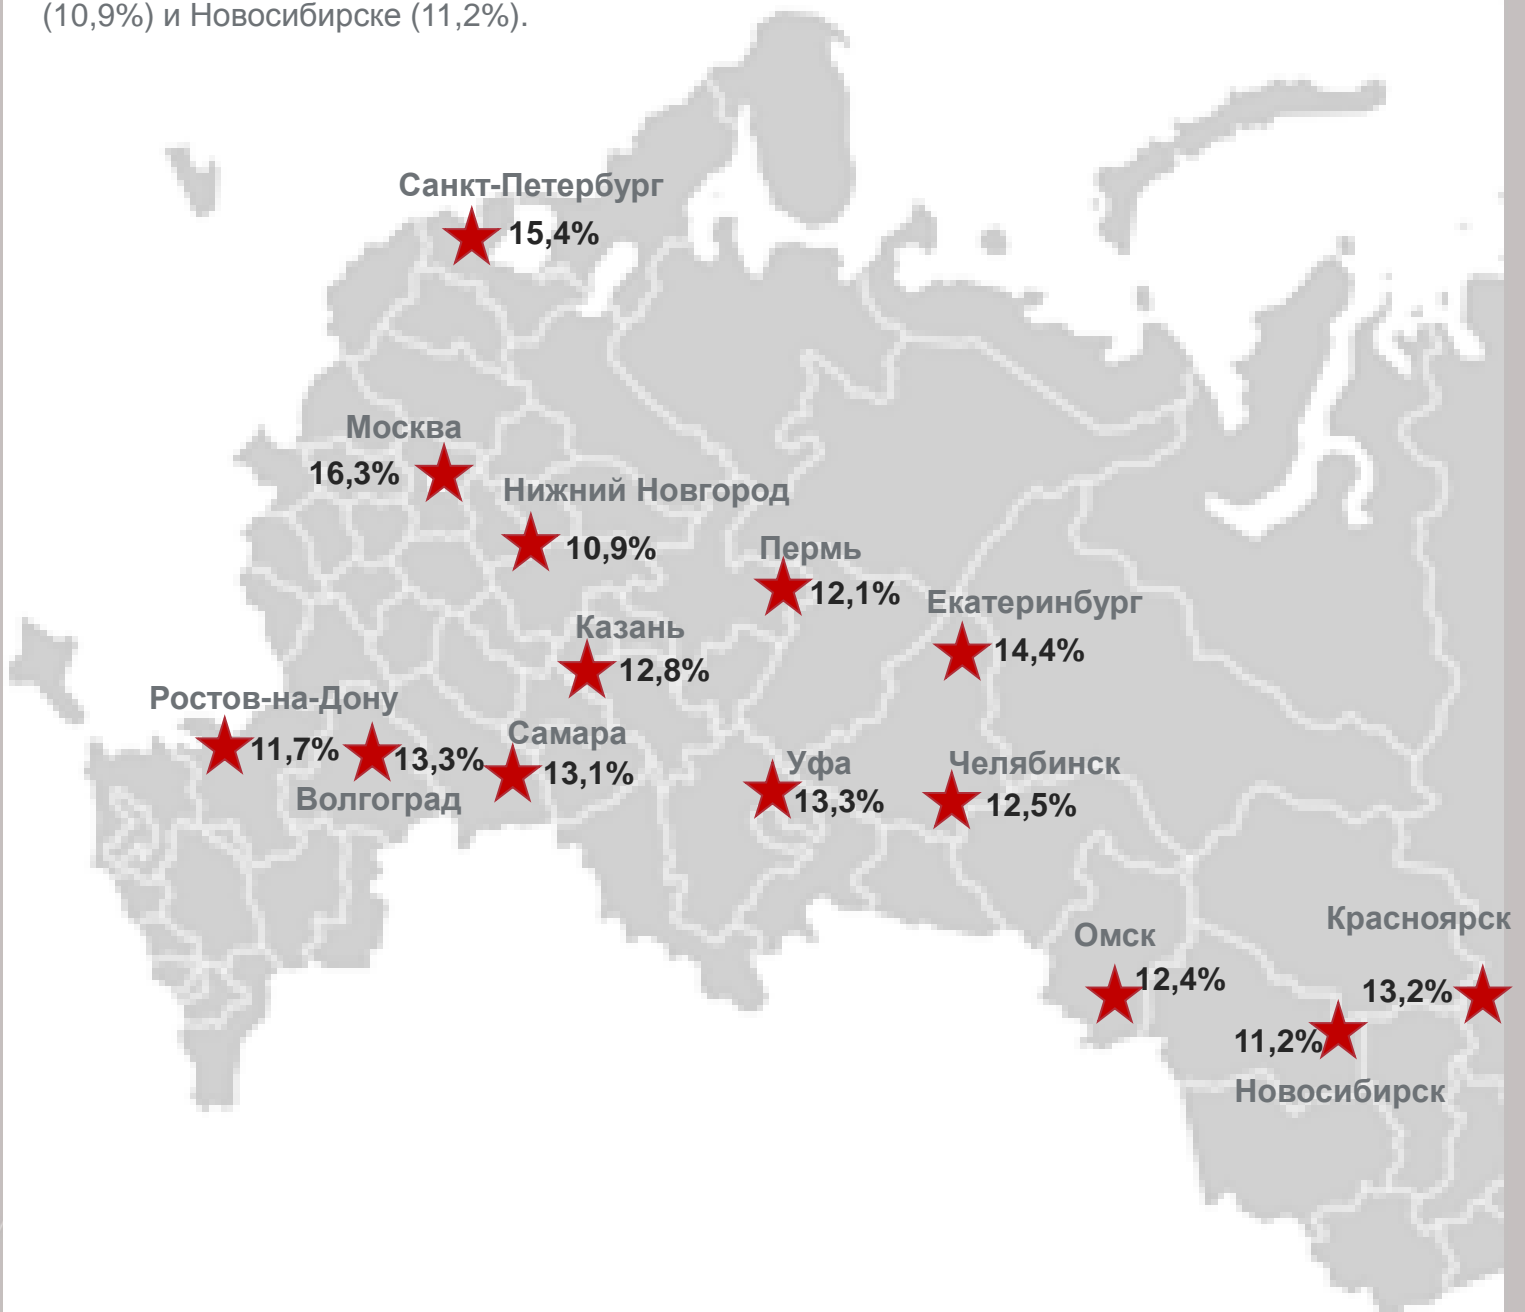 (10,9%) и Новосибирске (11,2%).
Санкт-Петербург
15,4%
Москва
16,3%
Нижний Новгород
10,9%
Пермь
12,1%
Екатеринбург
14,4%
Казань
12,8%
Ростов-на-Дону
11,7%
13,3%
Волгоград
Самара
13,1%
Уфа
13,3%
Челябинск
12,5%
Омск
12,4%
Красноярск
13,2%
11,2%
Новосибирск